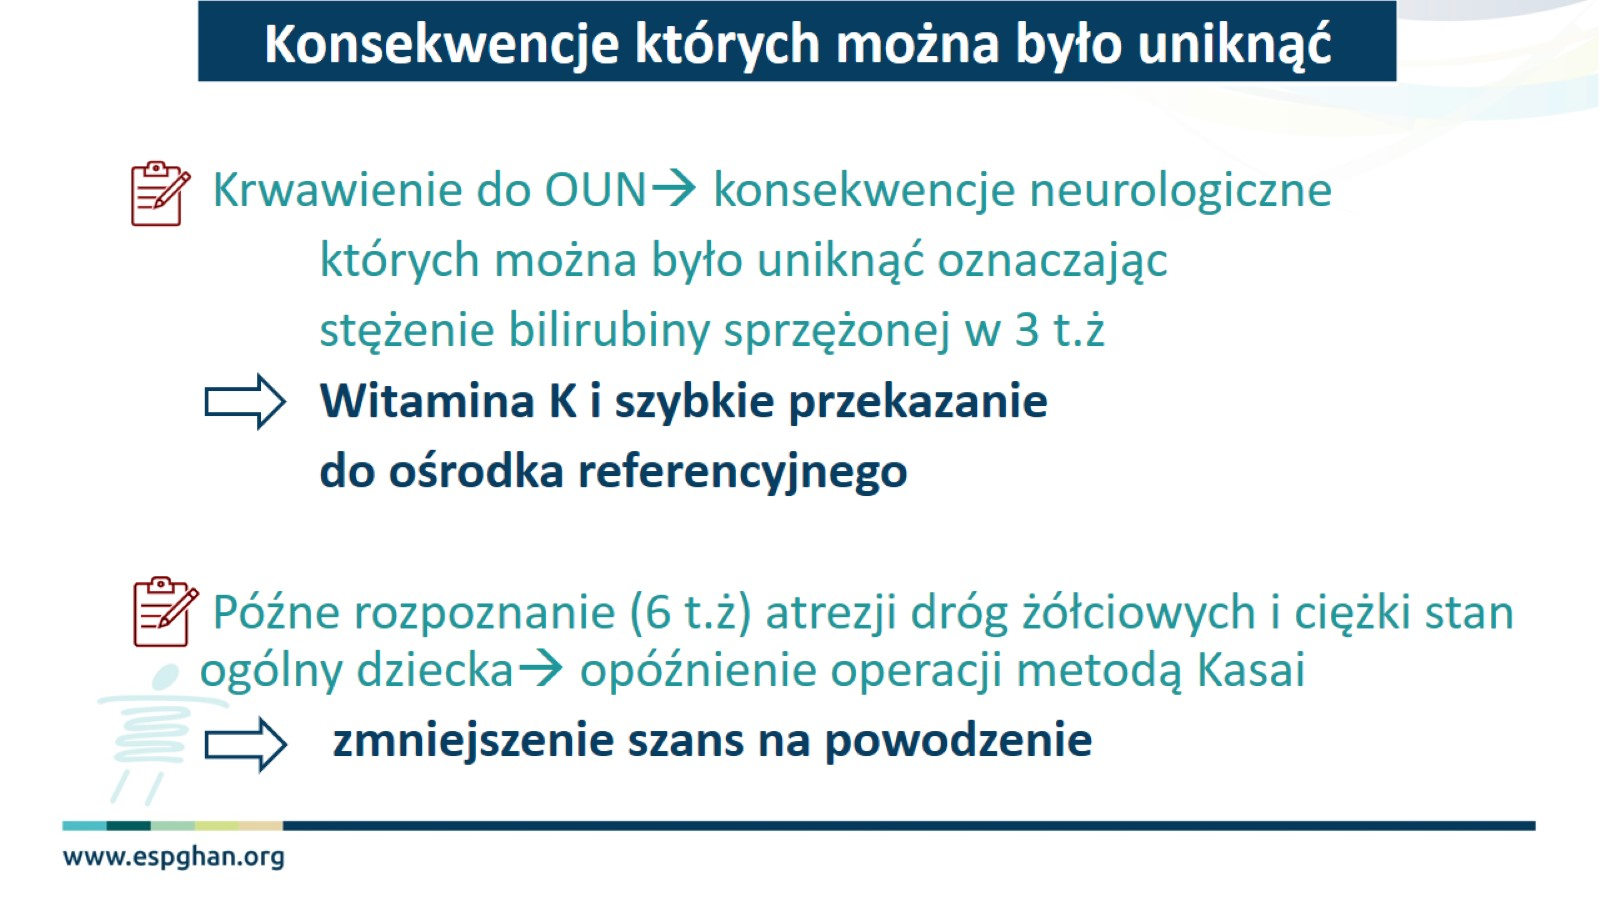 Konsekwencje których można było uniknąć
Krwawienie do OUN→ konsekwencje neurologiczne
których można było uniknąć oznaczając
stężenie bilirubiny sprzężonej w 3 t.ż
Witamina K i szybkie przekazanie
do ośrodka referencyjnego
Późne rozpoznanie (6 t.ż) atrezji dróg żółciowych i ciężki stan
ogólny dziecka→ opóźnienie operacji metodą Kasai
zmniejszenie szans na powodzenie
www.espghan.org